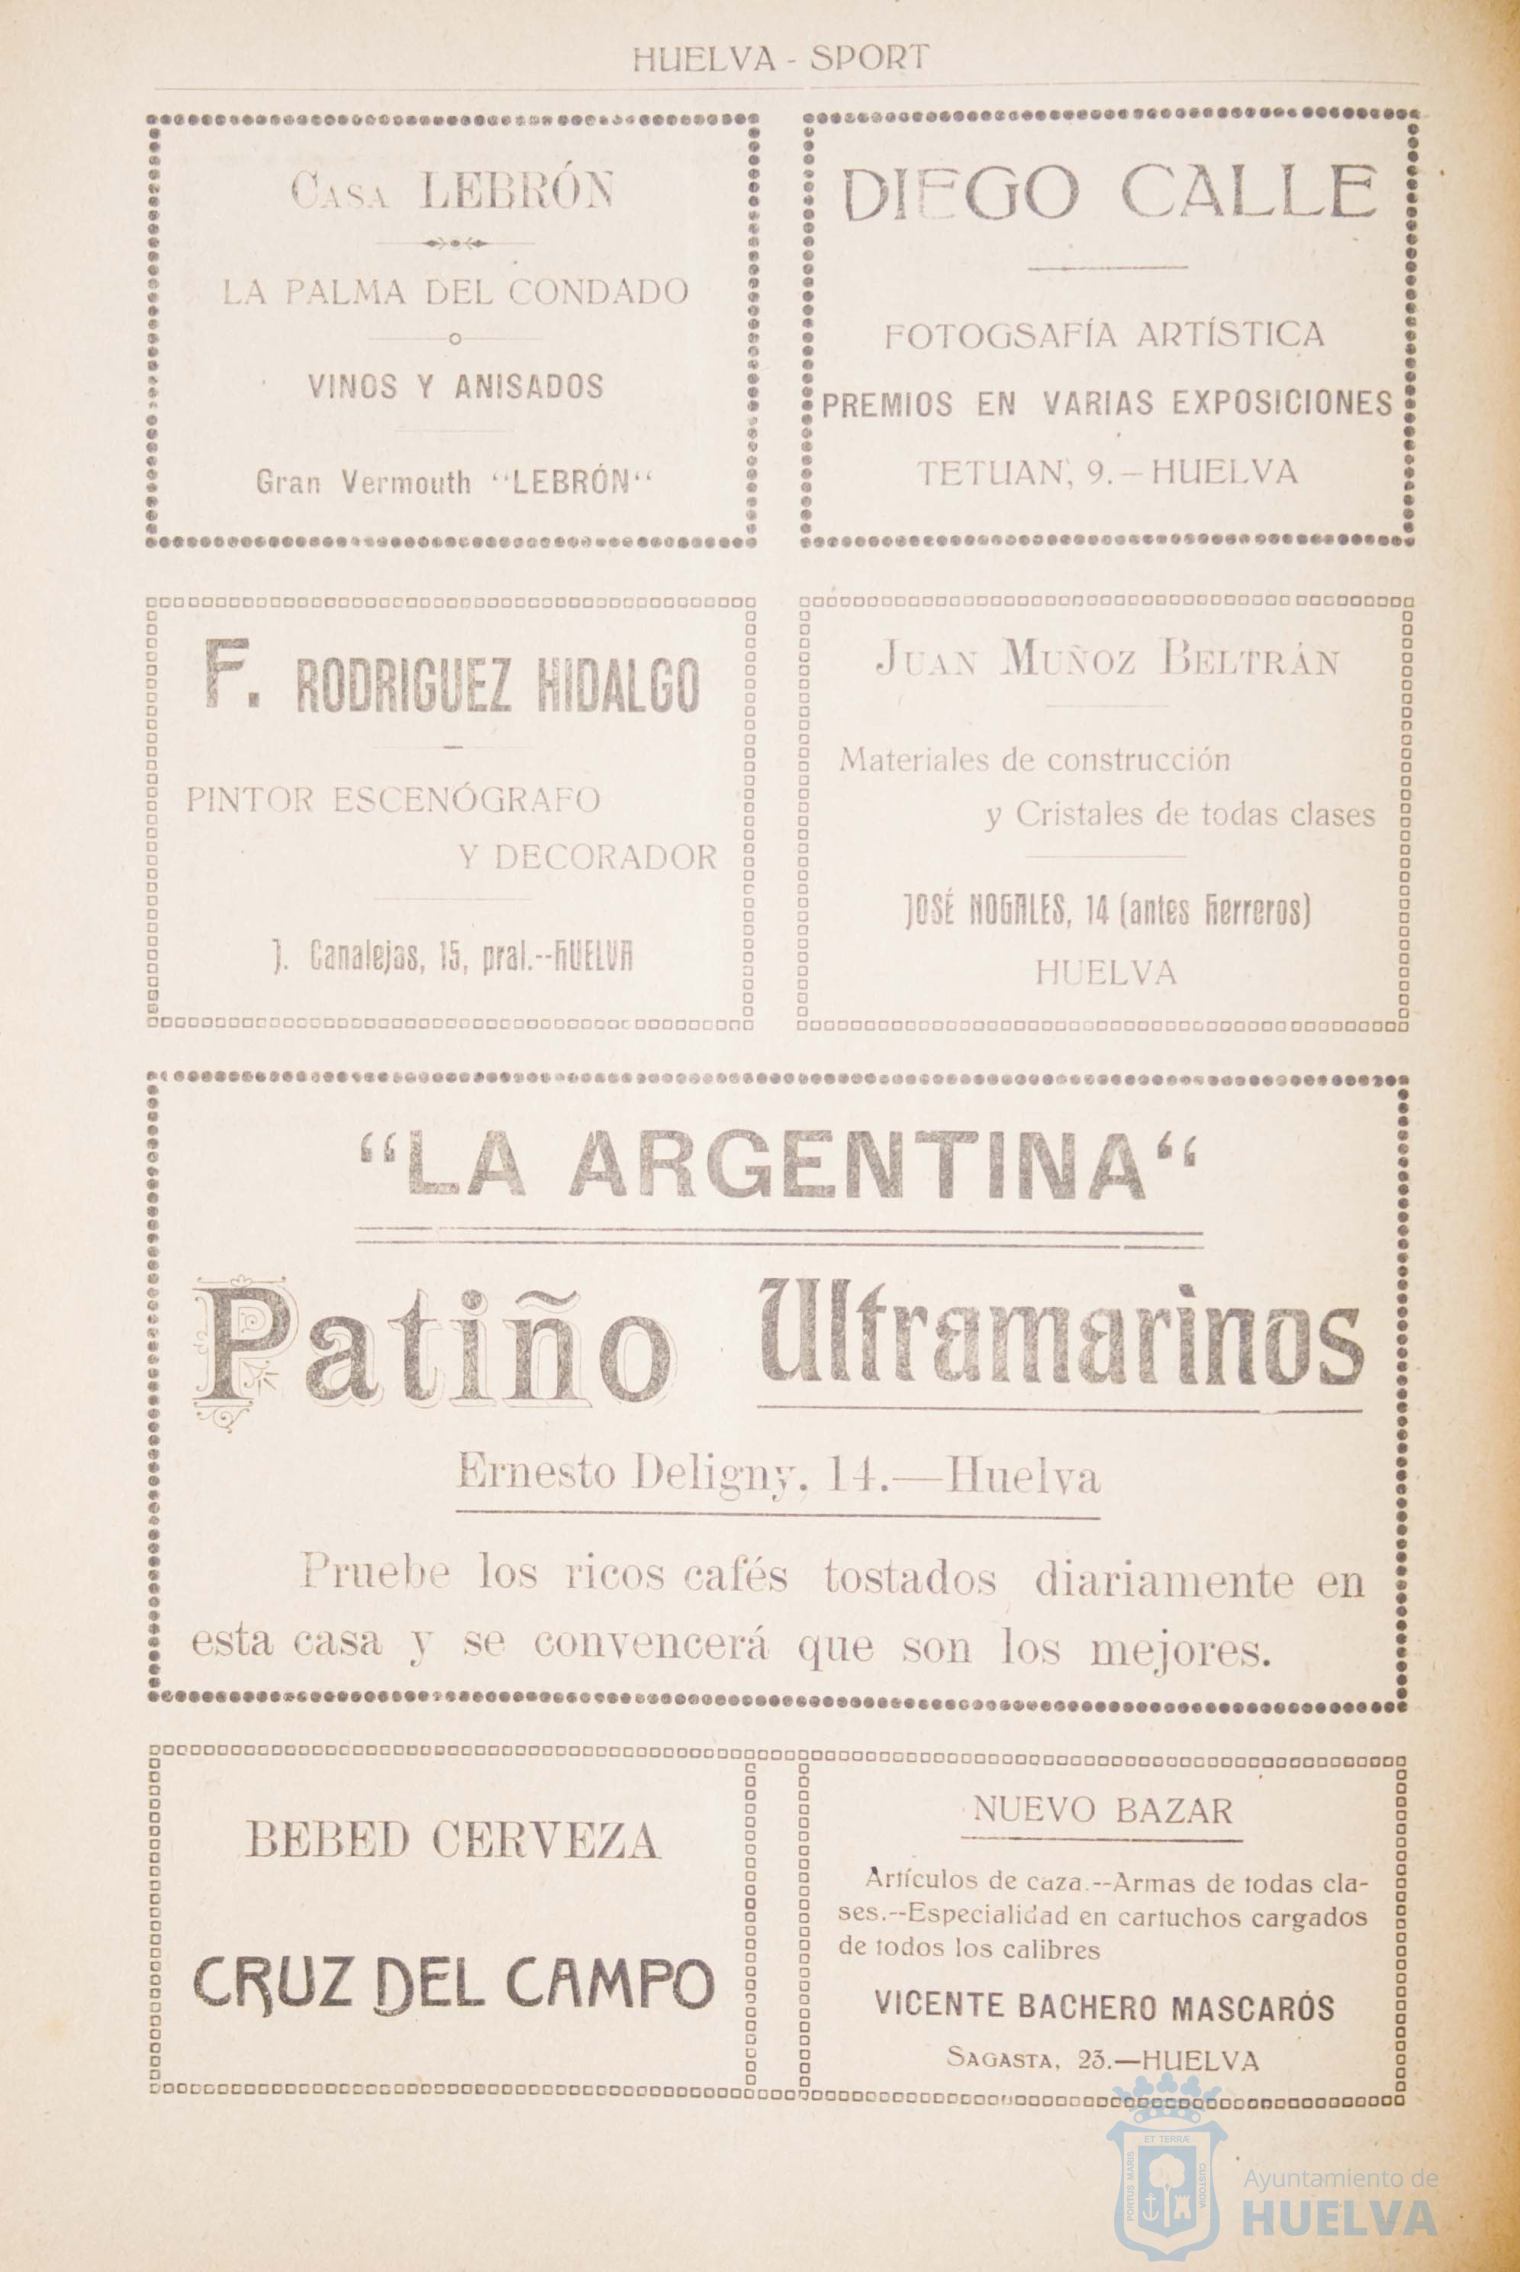 HUELVA - SPORT
CASA LEBRÓN
LA PALMA DEL CONDADO
VINOS Y ANISADOS
Gran Vermouth “LEBRÓN“
DIEGO CALLE
FOTOGSAFÍA ARTÍSTICA
PREMIOS EN VARIAS EXPOSICIONES
TETUAN, 9.-HUELVA
F. RODRIGUEZ HIDALGO
PINTOR ESCENÓGRAFO
Y DECORADOR
J. Canalejas, 15, pral.--HUELVA
JUAN MUÑOZ BELTRÁN
Materiales de construcción
y Cristales de todas clases
JOSÉ NOGALES, 14 (antes Herreros)
HUELVA
“LA ARGENTINA“
Patiño Ultramarinos
Ernesto Deligny, 14.—Huelva
Pruebe los ricos cafés tostados diariamente en
esta casa y se convencerá que son los mejores.
BEBED CERVEZA
CRUZ DEL CAMPO
NUEVO BAZAR
Artículos de caza.--Armas de todas cla-
ses.--Especialidad en cartuchos cargados
de todos los calibres
VICENTE BACHERO MASCARÓS
SAGASTA, 23.—HUELVA
PORTUS MARIS
ET TERRÆ
CUSTODIA
Ayuntamiento de
HUELVA